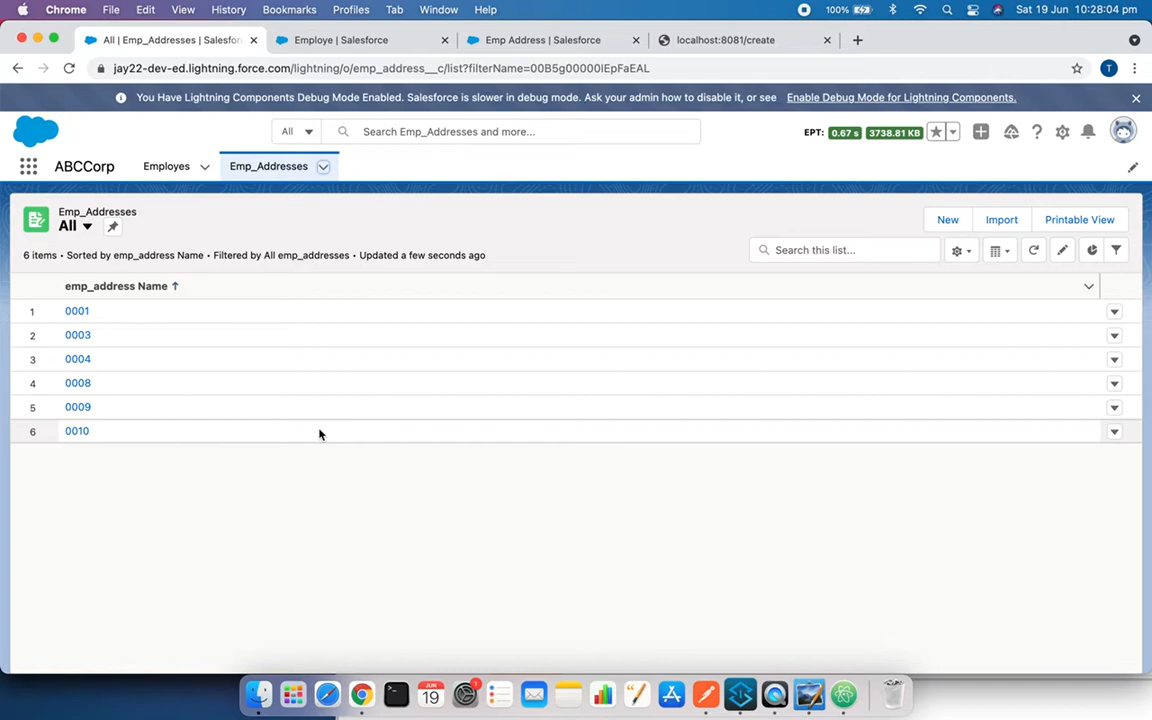 Chrome File Edit View History Bookmarks Profiles Tab Window Help 100% Sat 19 Jun 10:28:04 pm
All | Emp_Addresses | Salesfor Employe | Salesforce Emp Address | Salesforce localhost:8081/create
jay22-dev-ed.lightning.force.com/lightning/o/emp_address__c/list?filterName=00B5g00000IEpFaEAL T
You Have Lightning Components Debug Mode Enabled. Salesforce is slower in debug mode. Ask your admin how to disable it, or see Enable Debug Mode for Lightning Components.
All Search Emp_Addresses and more... EPT: 0.67 s 3738.81 KB
ABCCorp Employes Emp_Addresses
Emp_Addresses
All
New Import Printable View
6 items • Sorted by emp_address Name • Filtered by All emp_addresses • Updated a few seconds ago Search this list...
emp_address Name
1 0001
2 0003
3 0004
4 0008
5 0009
6 0010
JUN
19
1